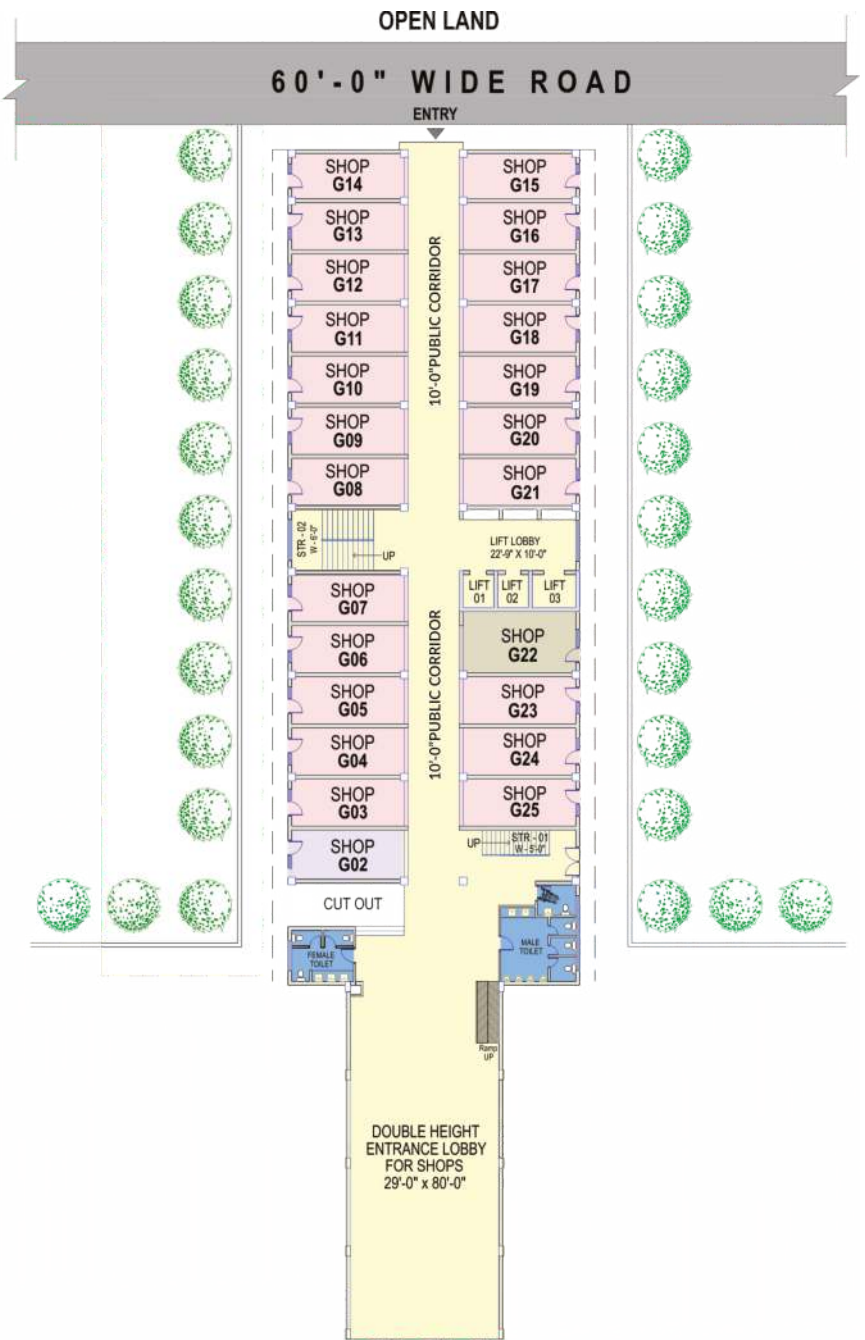 OPEN LAND
60'-0" WIDE ROAD
ENTRY
SHOP
G14
SHOP
G15
SHOP
G13
SHOP
G16
SHOP
G12
SHOP
G17
10'-0"PUBLIC CORRIDOR
SHOP
G11
SHOP
G18
SHOP
G10
SHOP
G19
SHOP
G09
SHOP
G20
SHOP
G08
SHOP
G21
STR - 02
W - 6'-0"
UP
LIFT LOBBY
22'-9" X 10'-0"
LIFT
01
LIFT
02
LIFT
03
SHOP
G07
SHOP
G22
SHOP
G06
10'-0"PUBLIC CORRIDOR
SHOP
G05
SHOP
G23
SHOP
G04
SHOP
G24
SHOP
G03
SHOP
G25
SHOP
G02
UP
STR - 01
W - 5'-0"
CUT OUT
FEMALE
TOILET
MALE
TOILET
Ramp
UP
DOUBLE HEIGHT
ENTRANCE LOBBY
FOR SHOPS
29'-0" x 80'-0"